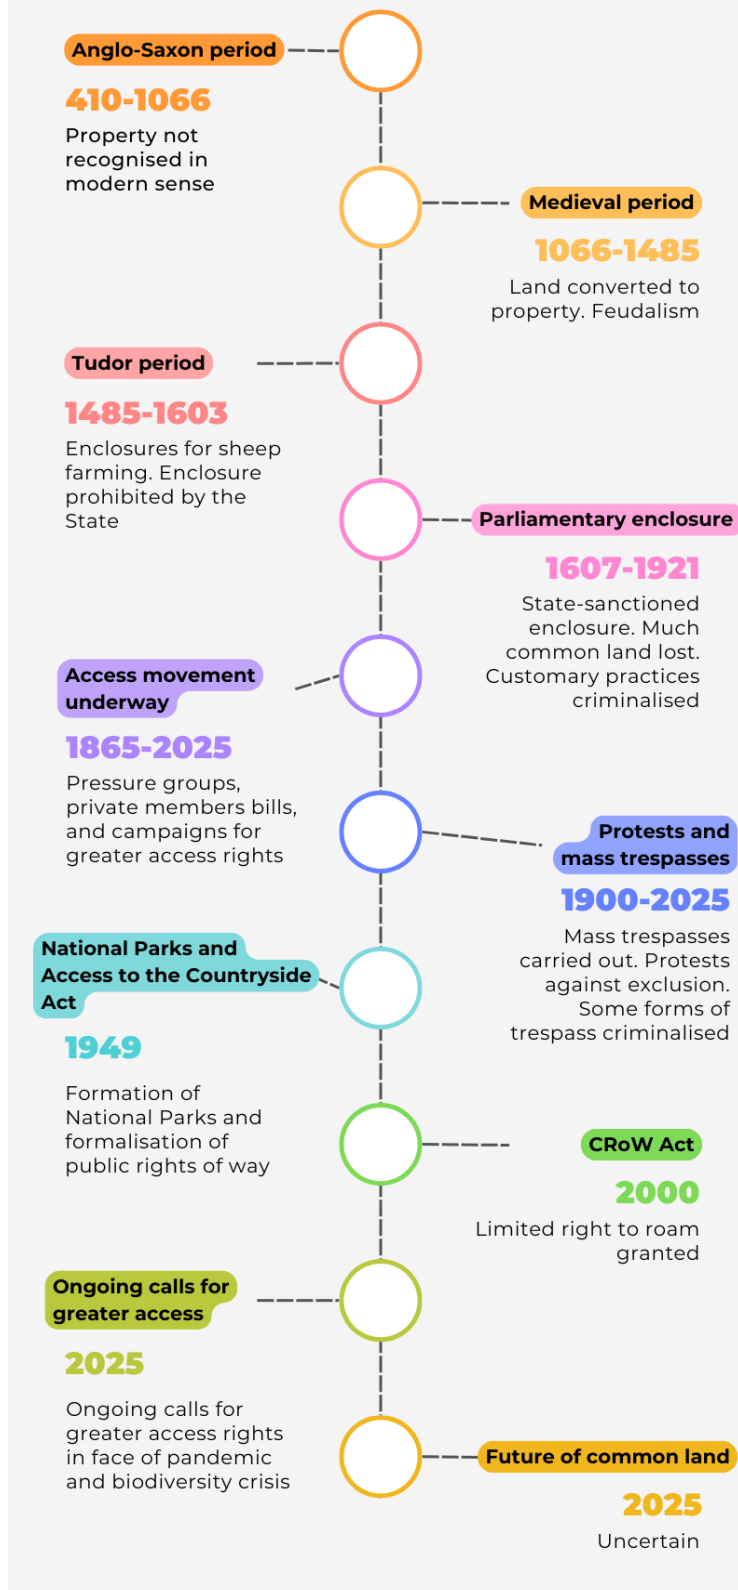 Anglo-Saxon period
410-1066
Property not
recognised in
modern sense
Medieval period
1066-1485
Land converted to
property. Feudalism
Tudor period
1485-1603
Enclosures for sheep
farming. Enclosure
prohibited by the
State
Parliamentary enclosure
1607-1921
State-sanctioned
enclosure. Much
common land lost.
Customary practices
criminalised
Access movement
underway
1865-2025
Pressure groups,
private members bills,
and campaigns for
greater access rights
Protests and
mass trespasses
1900-2025
Mass trespasses
carried out. Protests
against exclusion.
Some forms of
trespass criminalised
National Parks and
Access to the Countryside
Act
1949
Formation of
National Parks and
formalisation of
public rights of way
CRoW Act
2000
Limited right to roam
granted
Ongoing calls for
greater access
2025
Ongoing calls for
greater access rights
in face of pandemic
and biodiversity crisis
Future of common land
2025
Uncertain